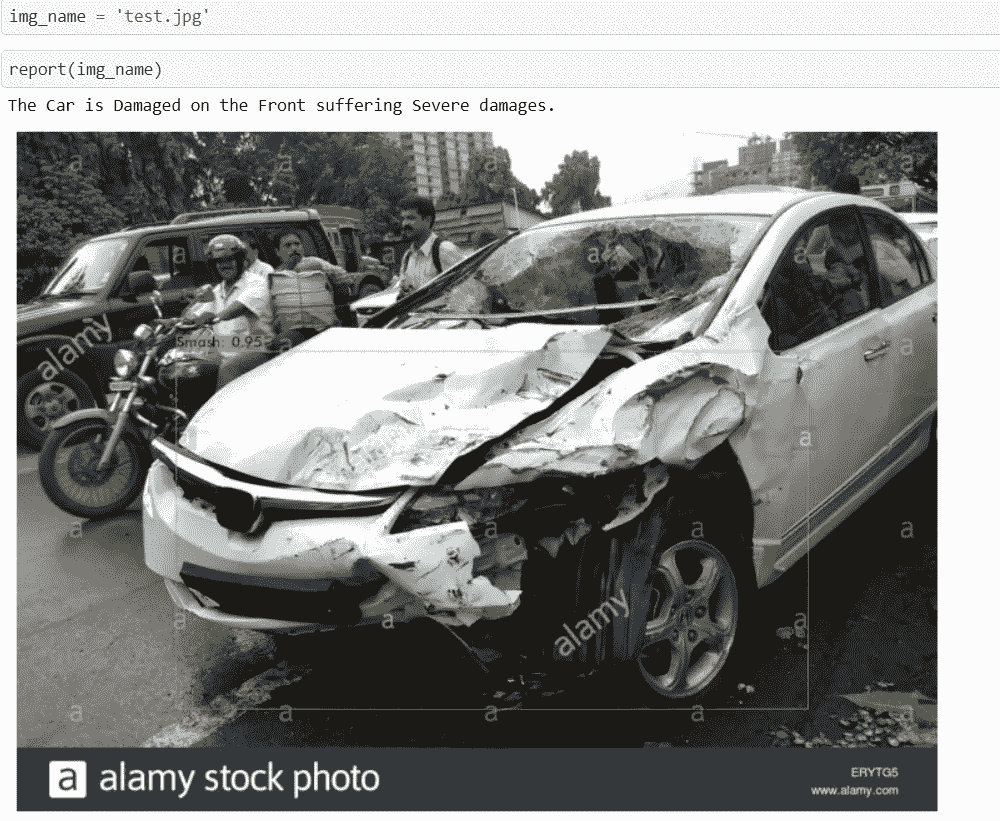 img_name = 'test.jpg'
report(img_name)
The Car is Damaged on the Front suffering Severe damages.
a a a a
a a a
alamy
Smash: 0.95
a
a a
a a a a a
alamy
a a a
a a a a a
a alamy stock photo
ERYTG5
www.alamy.com